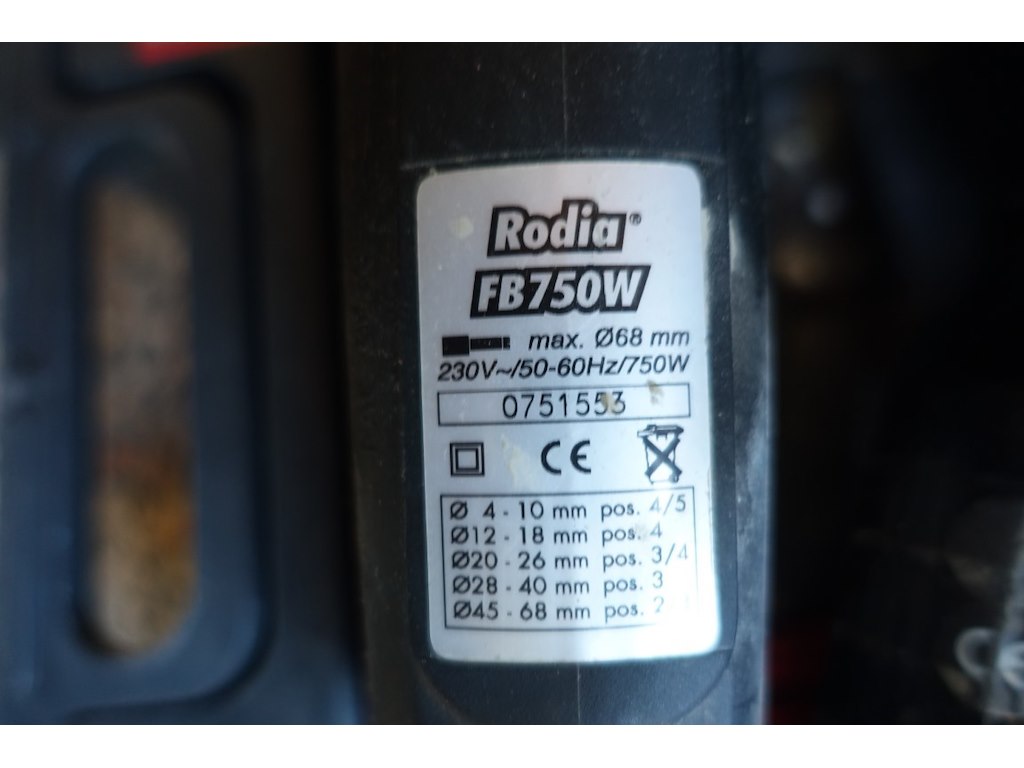 Rodia®
FB750W
max. Ø68 mm
230V~/50-60Hz/750W
0751553
CE
Ø 4 - 10 mm pos. 4/5
Ø12 - 18 mm pos. 4
Ø20 - 26 mm pos. 3/4
Ø28 - 40 mm pos. 3
Ø45 - 68 mm pos. 2